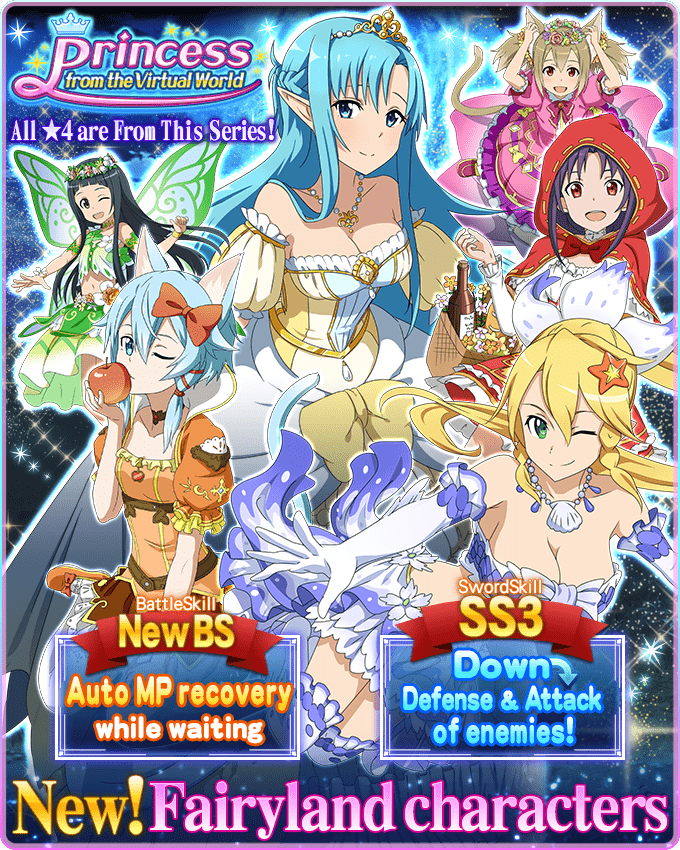 Princess
from the Virtual World
All ★4 are From This Series!
BattleSkill
New BS
Auto MP recovery
while waiting
SwordSkill
SS3
Down
Defense & Attack
of enemies!
New! Fairyland characters